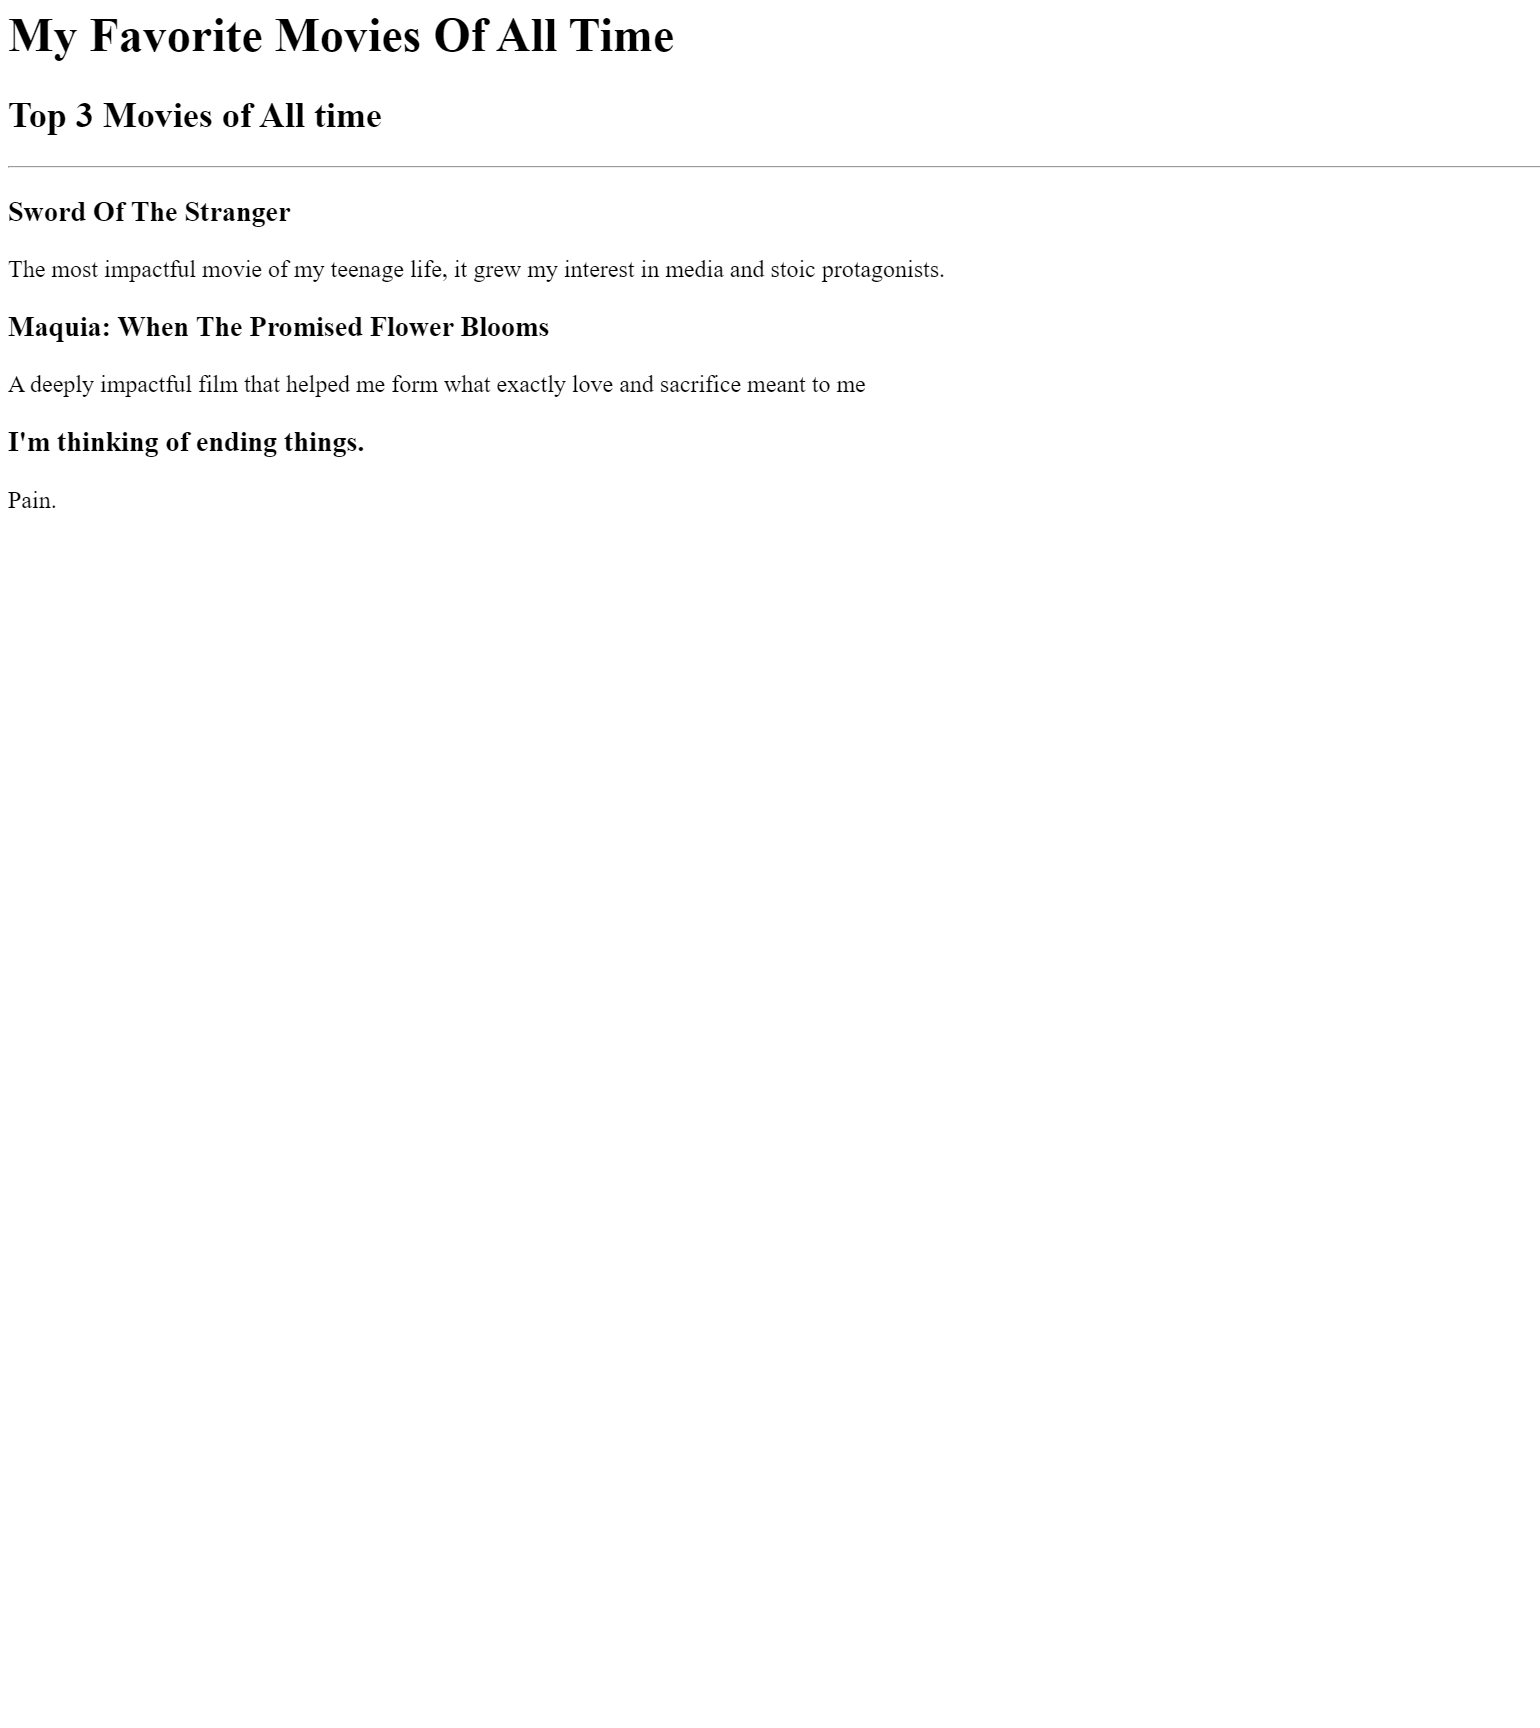 My Favorite Movies Of All Time
Top 3 Movies of All time
Sword Of The Stranger
The most impactful movie of my teenage life, it grew my interest in media and stoic protagonists.
Maquia: When The Promised Flower Blooms
A deeply impactful film that helped me form what exactly love and sacrifice meant to me
I'm thinking of ending things.
Pain.